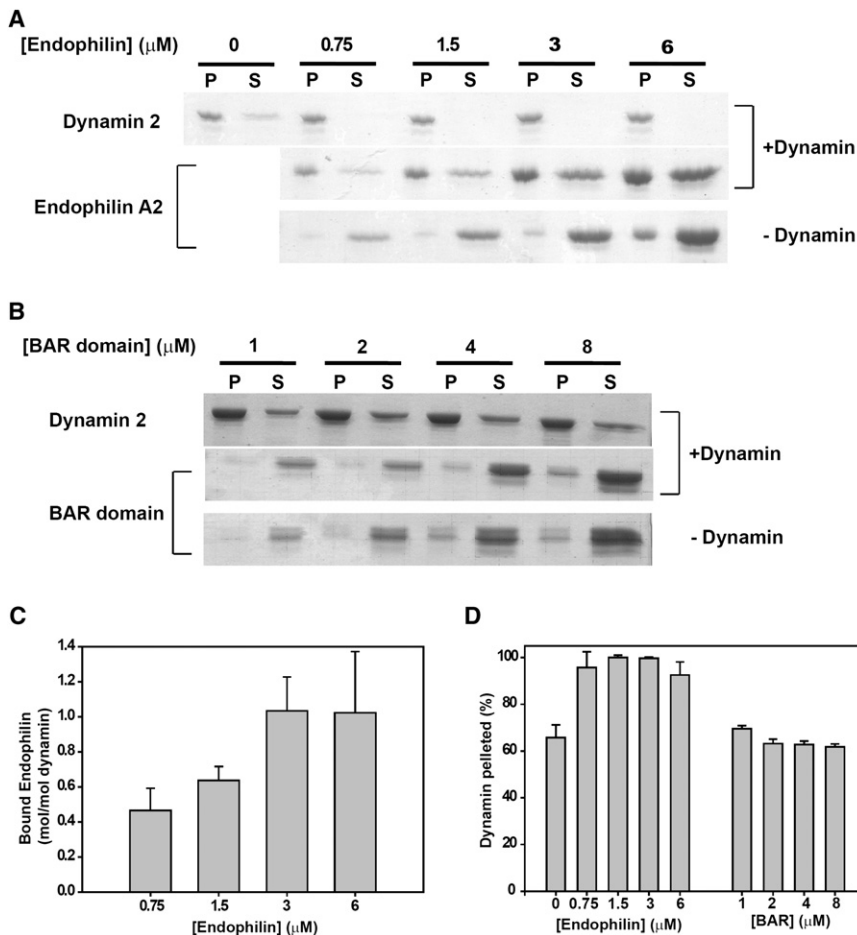 A
[Endophilin] (μM) 0 0.75 1.5 3 6
P S P S P S P S P S
Dynamin 2
+Dynamin
Endophilin A2
- Dynamin
B
[BAR domain] (μM) 1 2 4 8
P S P S P S P S
Dynamin 2
+Dynamin
BAR domain
- Dynamin
C
Bound Endophilin
(mol/mol dynamin)
1.4
1.2
1.0
0.8
0.6
0.4
0.2
0.0
0.75 1.5 3 6
[Endophilin] (μM)
D
Dynamin pelleted (%)
100
80
60
40
20
0
0 0.75 1.5 3 6 1 2 4 8
[Endophilin] (μM) [BAR] (μM)